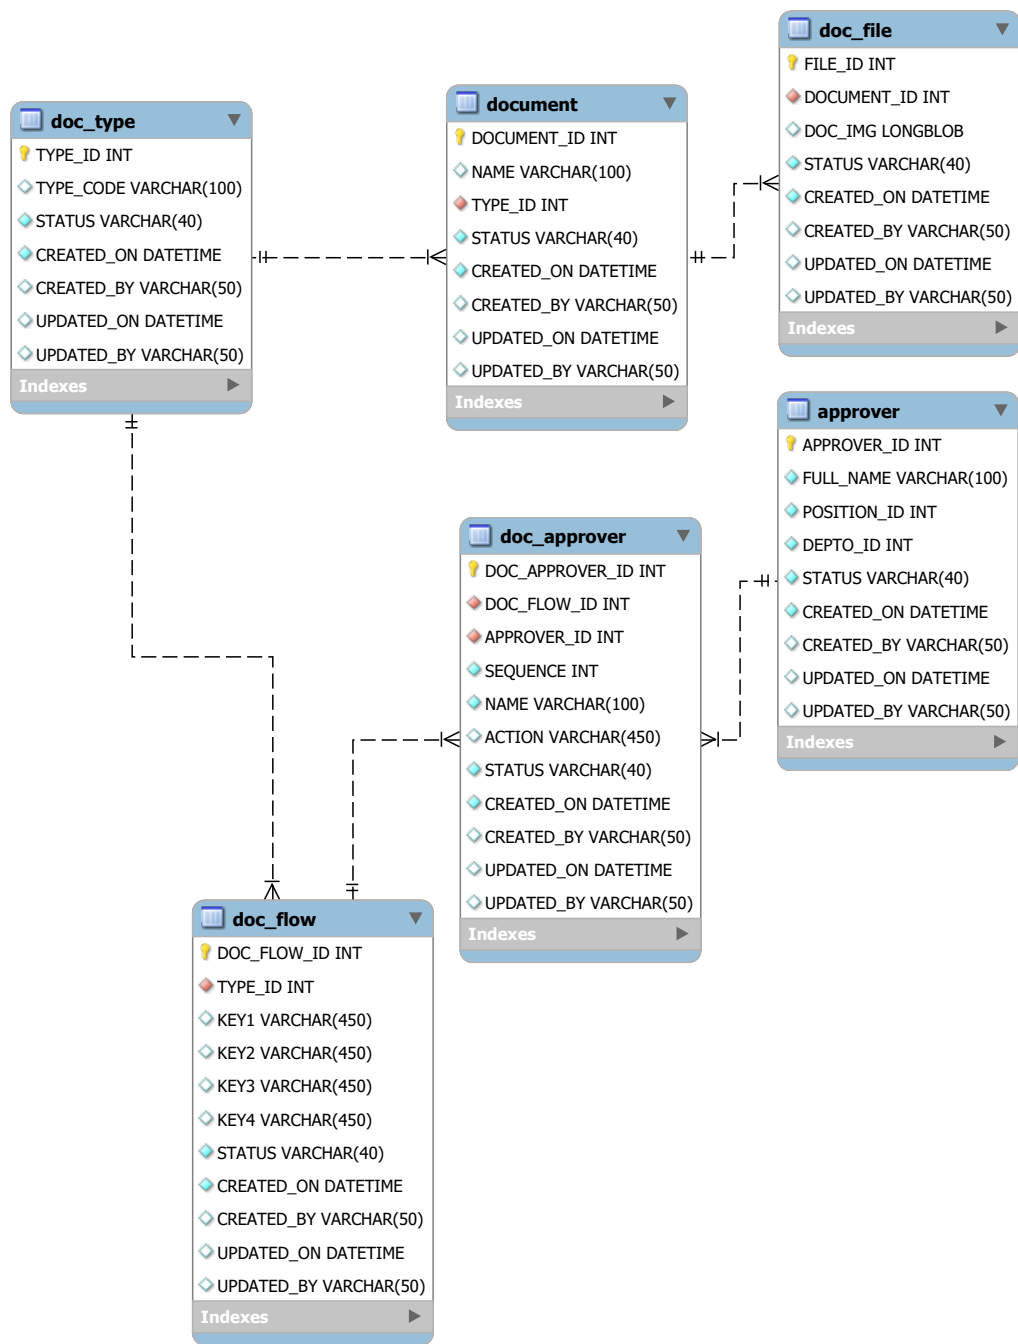 doc_type
TYPE_ID INT
TYPE_CODE VARCHAR(100)
STATUS VARCHAR(40)
CREATED_ON DATETIME
CREATED_BY VARCHAR(50)
UPDATED_ON DATETIME
UPDATED_BY VARCHAR(50)
Indexes
document
DOCUMENT_ID INT
NAME VARCHAR(100)
TYPE_ID INT
STATUS VARCHAR(40)
CREATED_ON DATETIME
CREATED_BY VARCHAR(50)
UPDATED_ON DATETIME
UPDATED_BY VARCHAR(50)
Indexes
doc_file
FILE_ID INT
DOCUMENT_ID INT
DOC_IMG LONGBLOB
STATUS VARCHAR(40)
CREATED_ON DATETIME
CREATED_BY VARCHAR(50)
UPDATED_ON DATETIME
UPDATED_BY VARCHAR(50)
Indexes
approver
APPROVER_ID INT
FULL_NAME VARCHAR(100)
POSITION_ID INT
DEPTO_ID INT
STATUS VARCHAR(40)
CREATED_ON DATETIME
CREATED_BY VARCHAR(50)
UPDATED_ON DATETIME
UPDATED_BY VARCHAR(50)
Indexes
doc_approver
DOC_APPROVER_ID INT
DOC_FLOW_ID INT
APPROVER_ID INT
SEQUENCE INT
NAME VARCHAR(100)
ACTION VARCHAR(450)
STATUS VARCHAR(40)
CREATED_ON DATETIME
CREATED_BY VARCHAR(50)
UPDATED_ON DATETIME
UPDATED_BY VARCHAR(50)
Indexes
doc_flow
DOC_FLOW_ID INT
TYPE_ID INT
KEY1 VARCHAR(450)
KEY2 VARCHAR(450)
KEY3 VARCHAR(450)
KEY4 VARCHAR(450)
STATUS VARCHAR(40)
CREATED_ON DATETIME
CREATED_BY VARCHAR(50)
UPDATED_ON DATETIME
UPDATED_BY VARCHAR(50)
Indexes